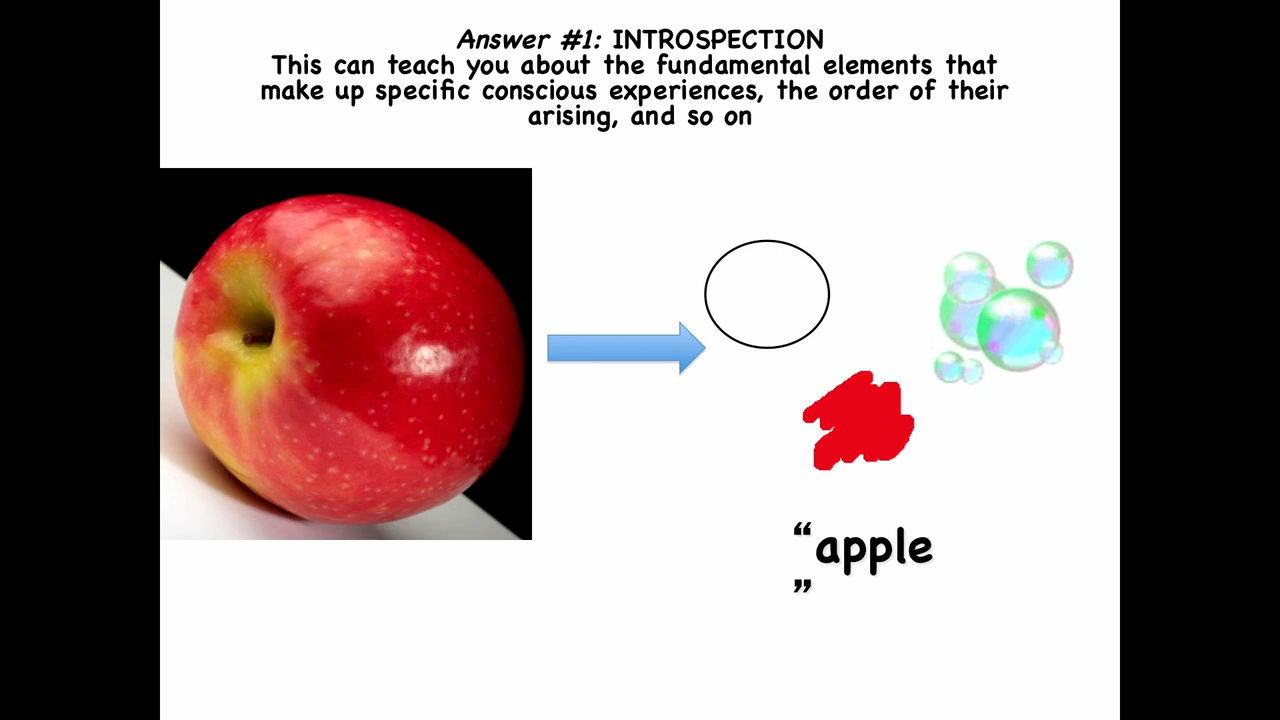 Answer #1: INTROSPECTION
This can teach you about the fundamental elements that
make up specific conscious experiences, the order of their
arising, and so on
“apple
”